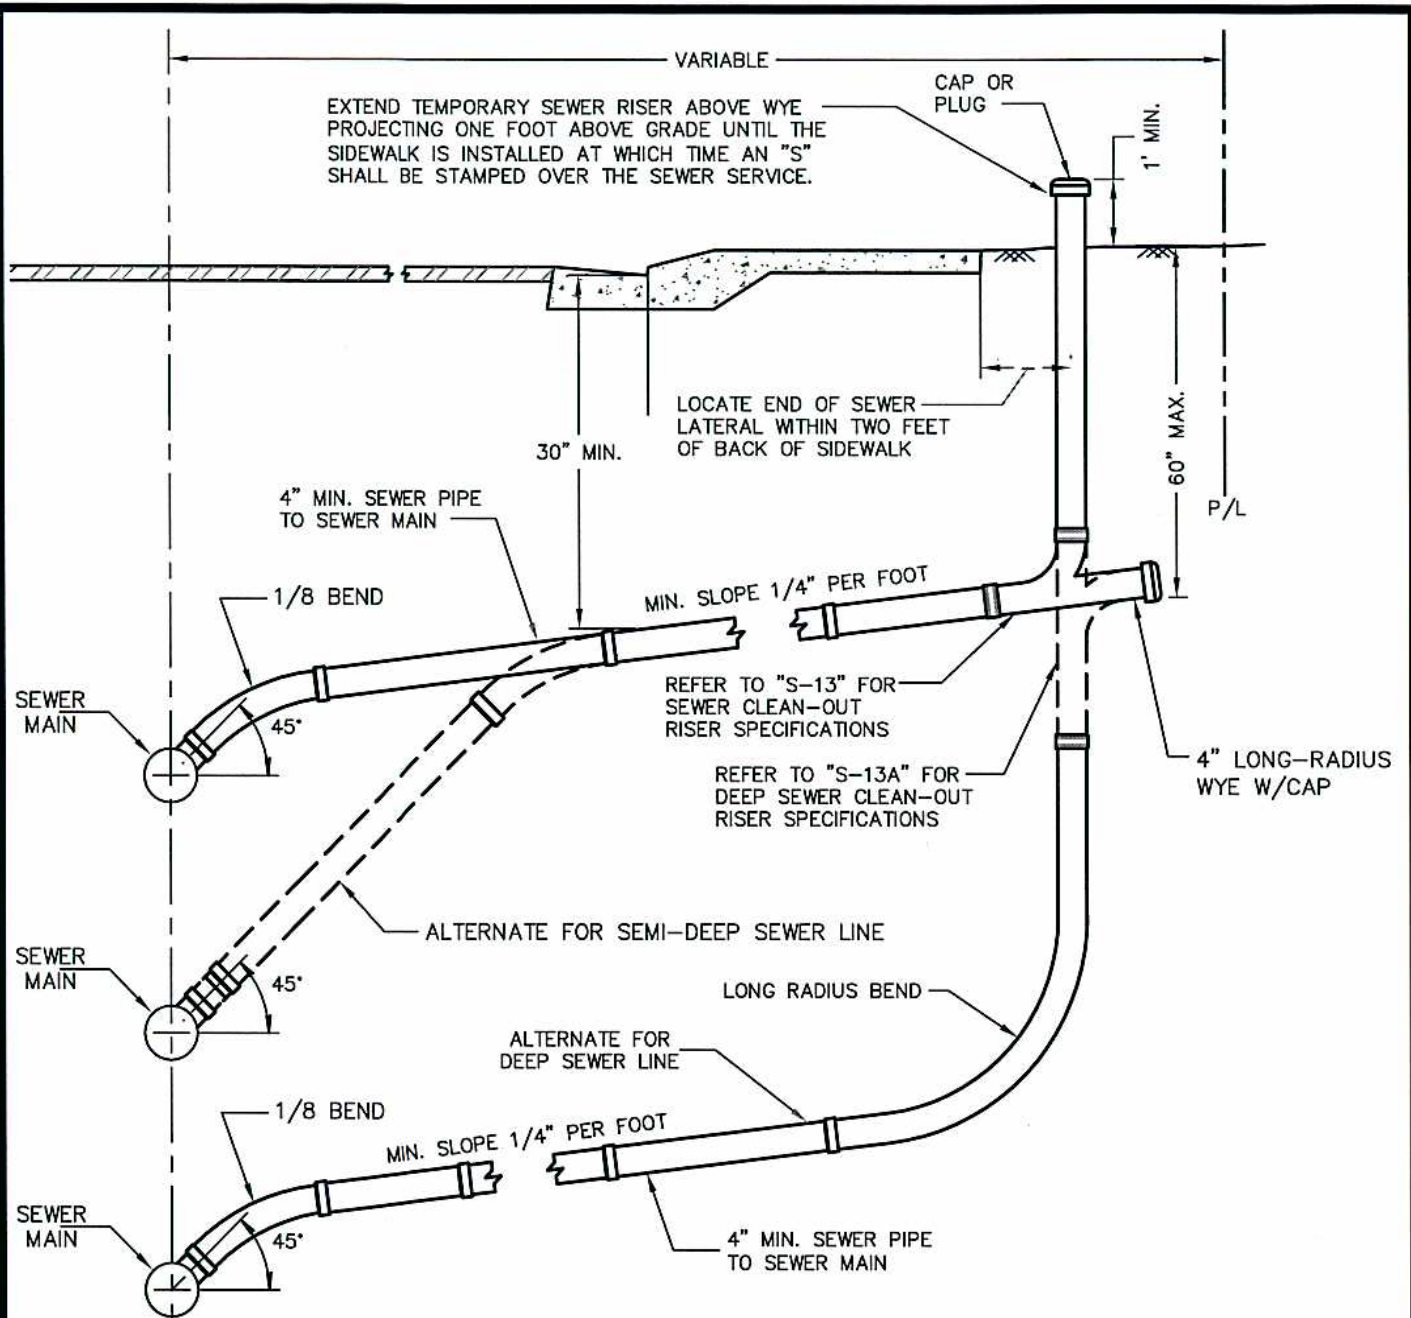 VARIABLE
CAP OR
PLUG
EXTEND TEMPORARY SEWER RISER ABOVE WYE
PROJECTING ONE FOOT ABOVE GRADE UNTIL THE
SIDEWALK IS INSTALLED AT WHICH TIME AN "S"
SHALL BE STAMPED OVER THE SEWER SERVICE.
1' MIN.
LOCATE END OF SEWER
LATERAL WITHIN TWO FEET
OF BACK OF SIDEWALK
30" MIN.
60" MAX.
P/L
4" MIN. SEWER PIPE
TO SEWER MAIN
1/8 BEND
MIN. SLOPE 1/4" PER FOOT
SEWER
MAIN
45°
REFER TO "S-13" FOR
SEWER CLEAN-OUT
RISER SPECIFICATIONS
REFER TO "S-13A" FOR
DEEP SEWER CLEAN-OUT
RISER SPECIFICATIONS
4" LONG-RADIUS
WYE W/CAP
ALTERNATE FOR SEMI-DEEP SEWER LINE
SEWER
MAIN
45°
LONG RADIUS BEND
ALTERNATE FOR
DEEP SEWER LINE
1/8 BEND
MIN. SLOPE 1/4" PER FOOT
SEWER
MAIN
45°
4" MIN. SEWER PIPE
TO SEWER MAIN